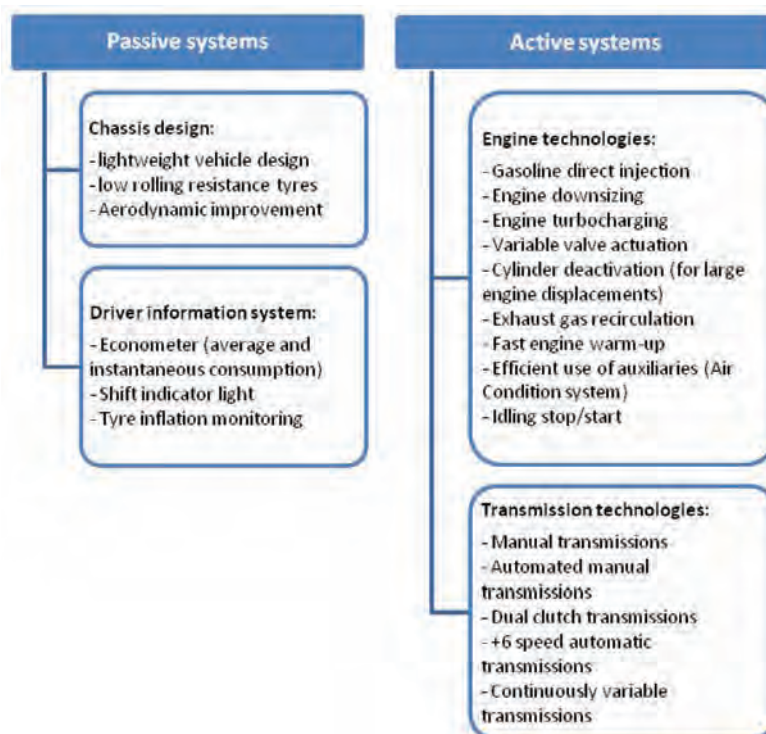 Passive systems
Chassis design:
-lightweight vehicle design
-low rolling resistance tyres
-Aerodynamic improvement
Driver information system:
-Econometer (average and
instantaneous consumption)
-Shift indicator light
-Tyre inflation monitoring
Active systems
Engine technologies:
-Gasoline direct injection
-Engine downsizing
-Engine turbocharging
-Variable valve actuation
-Cylinder deactivation (for large
engine displacements)
-Exhaust gas recirculation
-Fast engine warm-up
-Efficient use of auxiliaries (Air
Condition system)
-Idling stop/start
Transmission technologies:
-Manual transmissions
-Automated manual
transmissions
-Dual clutch transmissions
-+6 speed automatic
transmissions
-Continuously variable
transmissions